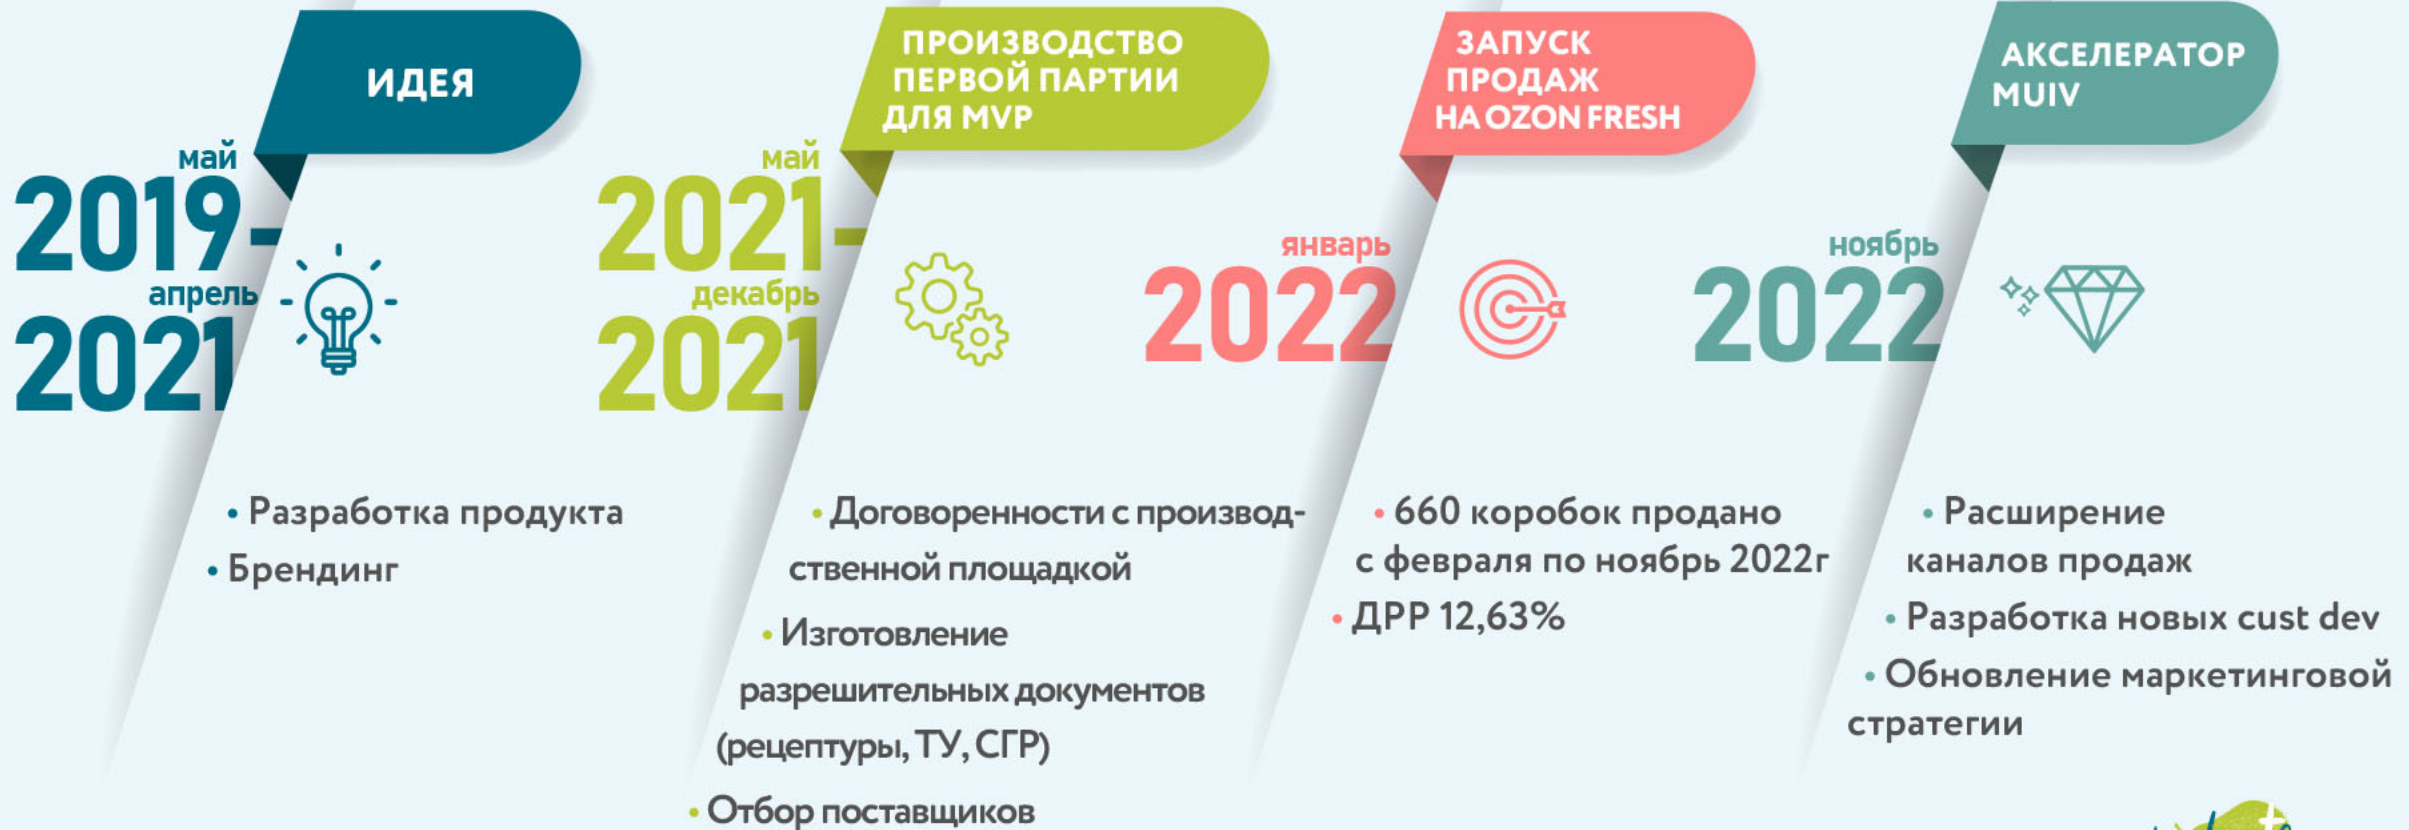 ИДЕЯ
май
2019-
апрель
2021
• Разработка продукта
• Брендинг
ПРОИЗВОДСТВО
ПЕРВОЙ ПАРТИИ
ДЛЯ MVP
май
2021-
декабрь
2021
• Договоренности с производ-
ственной площадкой
• Изготовление
разрешительных документов
(рецептуры, ТУ, СГР)
• Отбор поставщиков
ЗАПУСК
ПРОДАЖ
НА OZON FRESH
январь
2022
• 660 коробок продано
с февраля по ноябрь 2022г
• ДРР 12,63%
АКСЕЛЕРАТОР
MUIV
ноябрь
2022
• Расширение
каналов продаж
• Разработка новых cust dev
• Обновление маркетинговой
стратегии